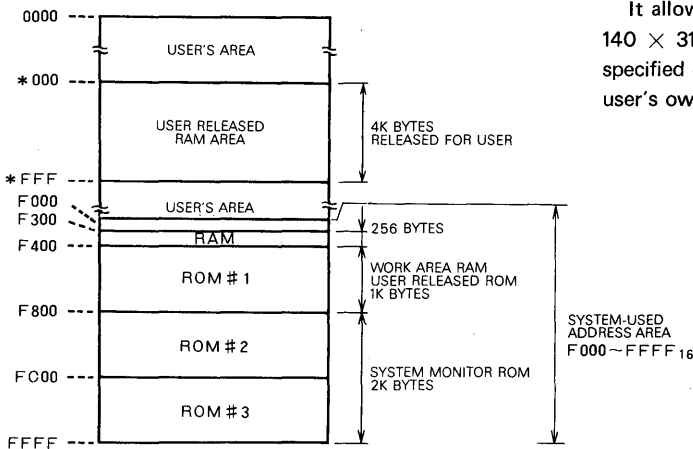 0000
USER'S AREA
*000
USER RELEASED
RAM AREA
4K BYTES
RELEASED FOR USER
*FFF
F000
USER'S AREA
F300
RAM
256 BYTES
F400
ROM #1
WORK AREA RAM
USER RELEASED ROM
1K BYTES
F800
ROM #2
SYSTEM-USED
ADDRESS AREA
F000~FFFF16
FC00
SYSTEM MONITOR ROM
2K BYTES
ROM #3
FFFF
It allow
140 × 31
specified
user's ow